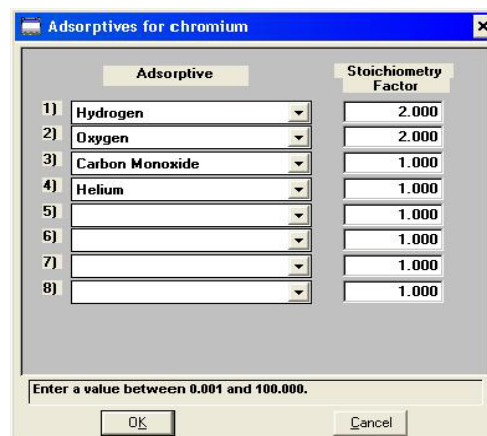 Adsorptives for chromium
Adsorptive Stoichiometry Factor
1) Hydrogen 2.000
2) Oxygen 2.000
3) Carbon Monoxide 1.000
4) Helium 1.000
5) 1.000
6) 1.000
7) 1.000
8) 1.000
Enter a value between 0.001 and 100.000.
OK Cancel